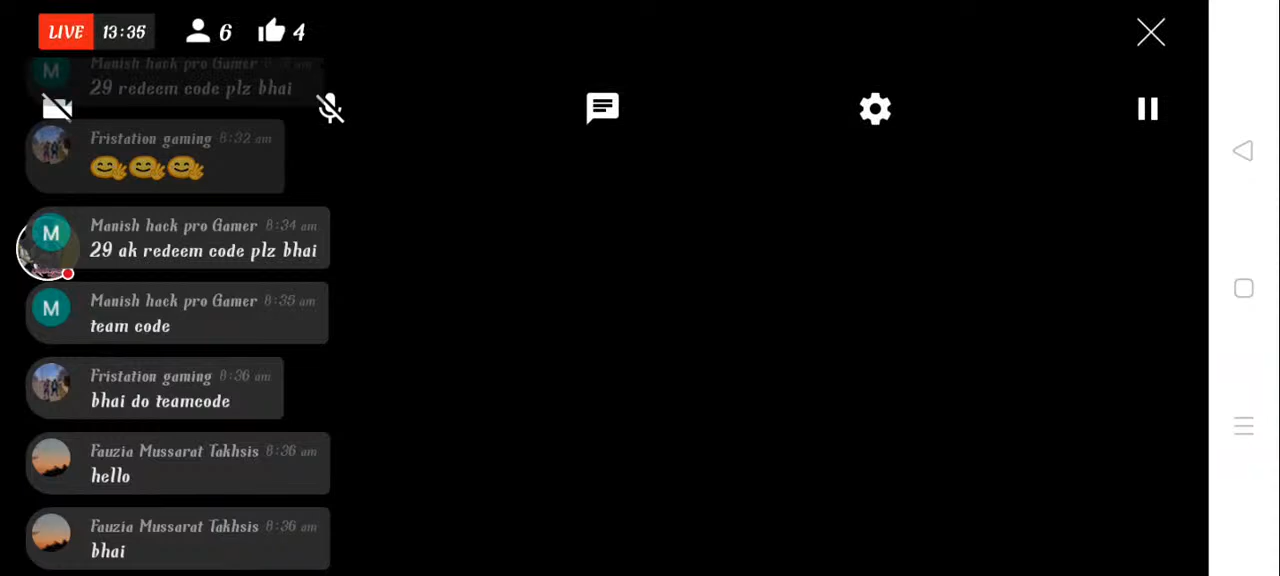 LIVE 13:35 6 4
Manish hack pro Gamer
29 redeem code plz bhai
Fristation gaming 8:32 am
Manish hack pro Gamer 8:34 am
M
29 ak redeem code plz bhai
Manish hack pro Gamer 8:35 am
M
team code
Fristation gaming 8:36 am
bhai do teamcode
Fauzia Mussarat Takhsis 8:36 am
hello
Fauzia Mussarat Takhsis 8:36 am
bhai